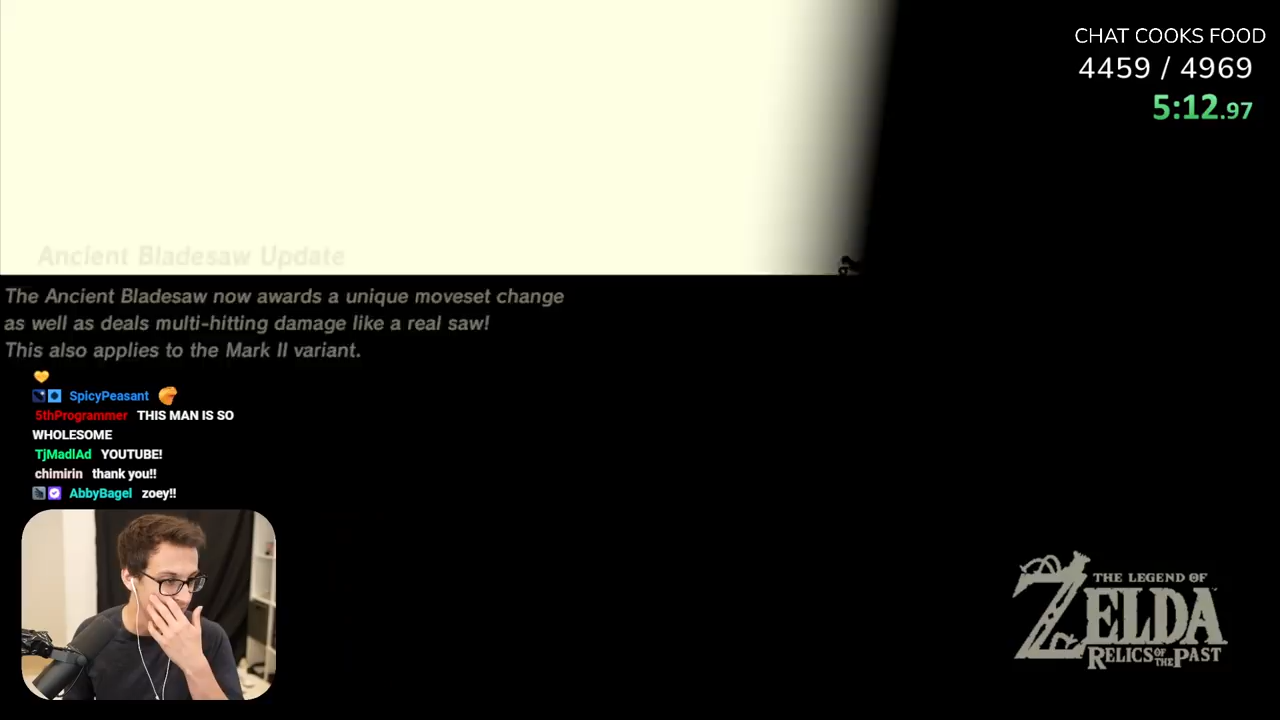 CHAT COOKS FOOD
4459 / 4969
5:12.97
Ancient Bladesaw Update
The Ancient Bladesaw now awards a unique moveset change
as well as deals multi-hitting damage like a real saw!
This also applies to the Mark II variant.
SpicyPeasant
5thProgrammer THIS MAN IS SO
WHOLESOME
TjMadlAd YOUTUBE!
chimirin thank you!!
AbbyBagel zoey!!
THE LEGEND OF
ZELDA
RELICS OF THE PAST